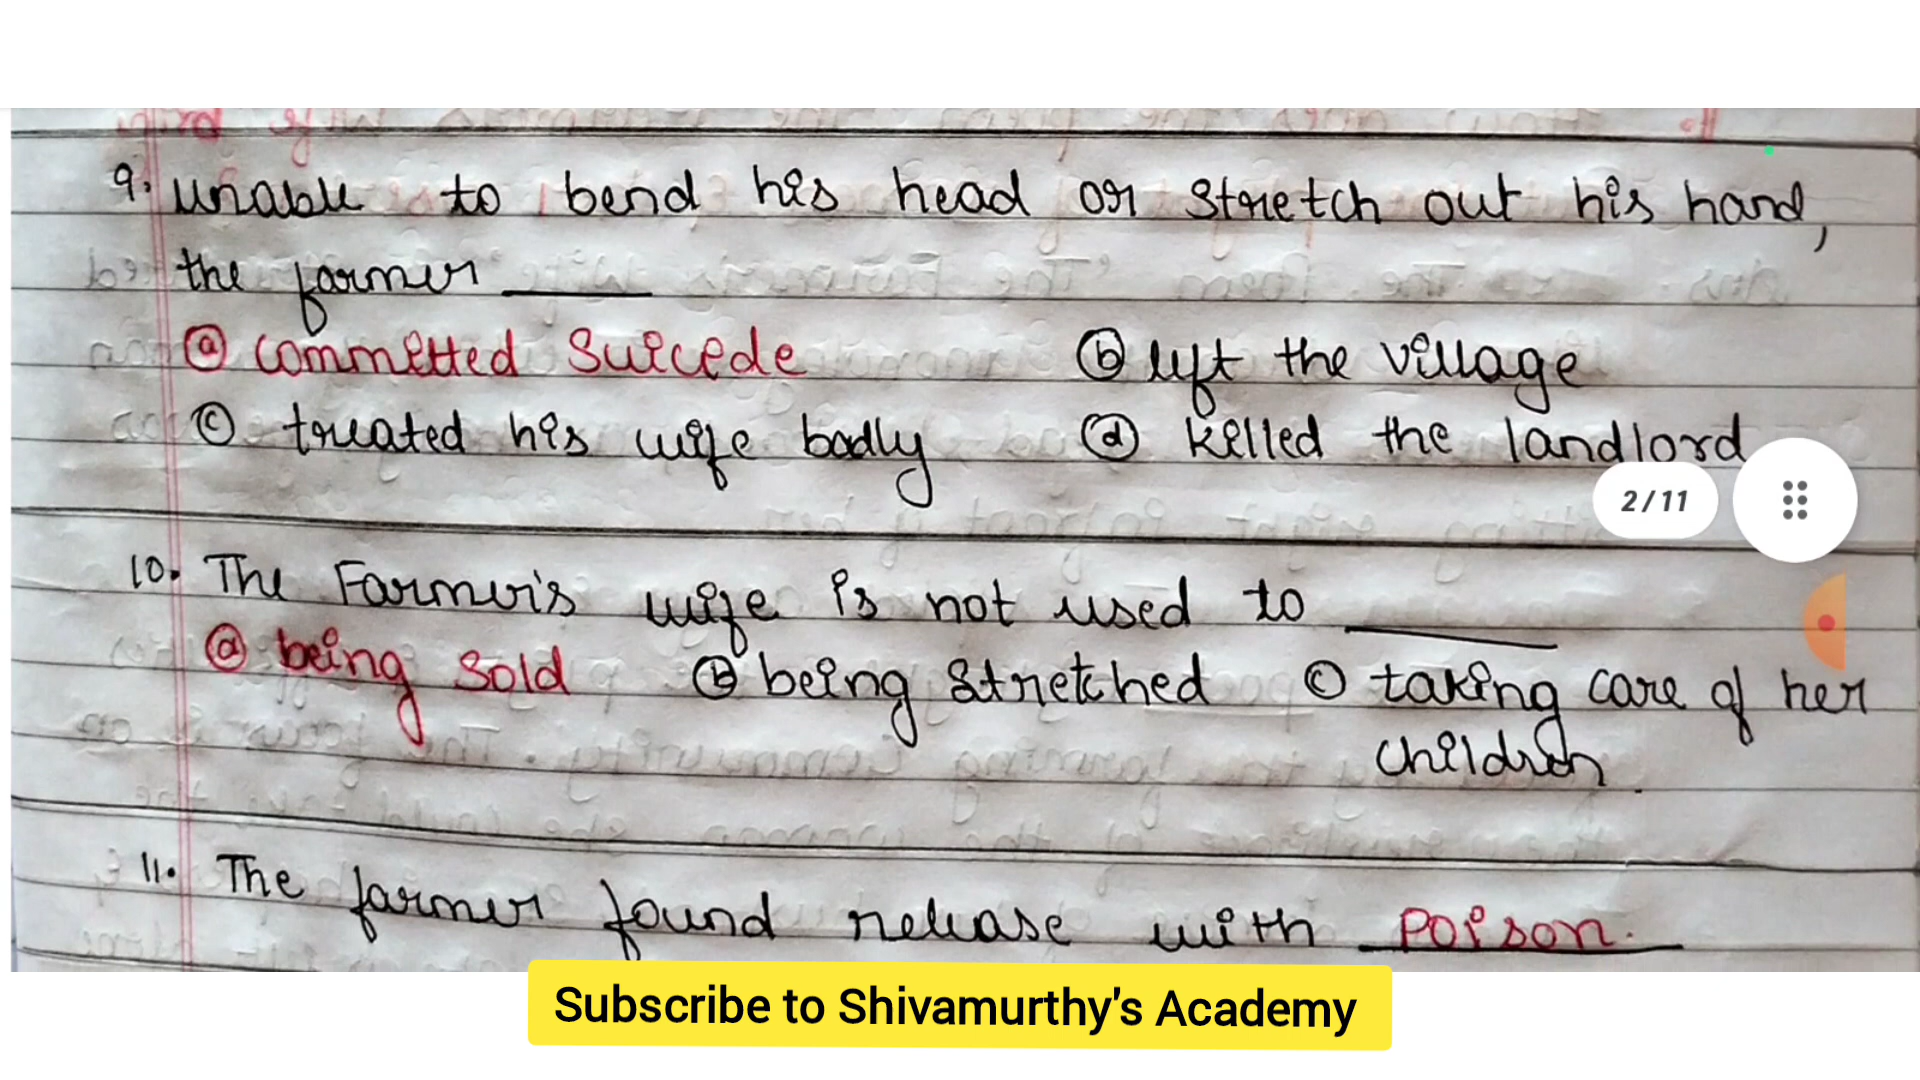 9. unable to bend his head or stretch out his hand,
the farmer ______
ⓐ committed suicide ⓑ left the village
ⓒ treated his wife badly ⓓ killed the landlord
2/11
10. The Farmer's wife is not used to ______
ⓐ being sold ⓑ being stretched ⓒ taking care of her
children.
11. The farmer found release with Poison.
Subscribe to Shivamurthy's Academy